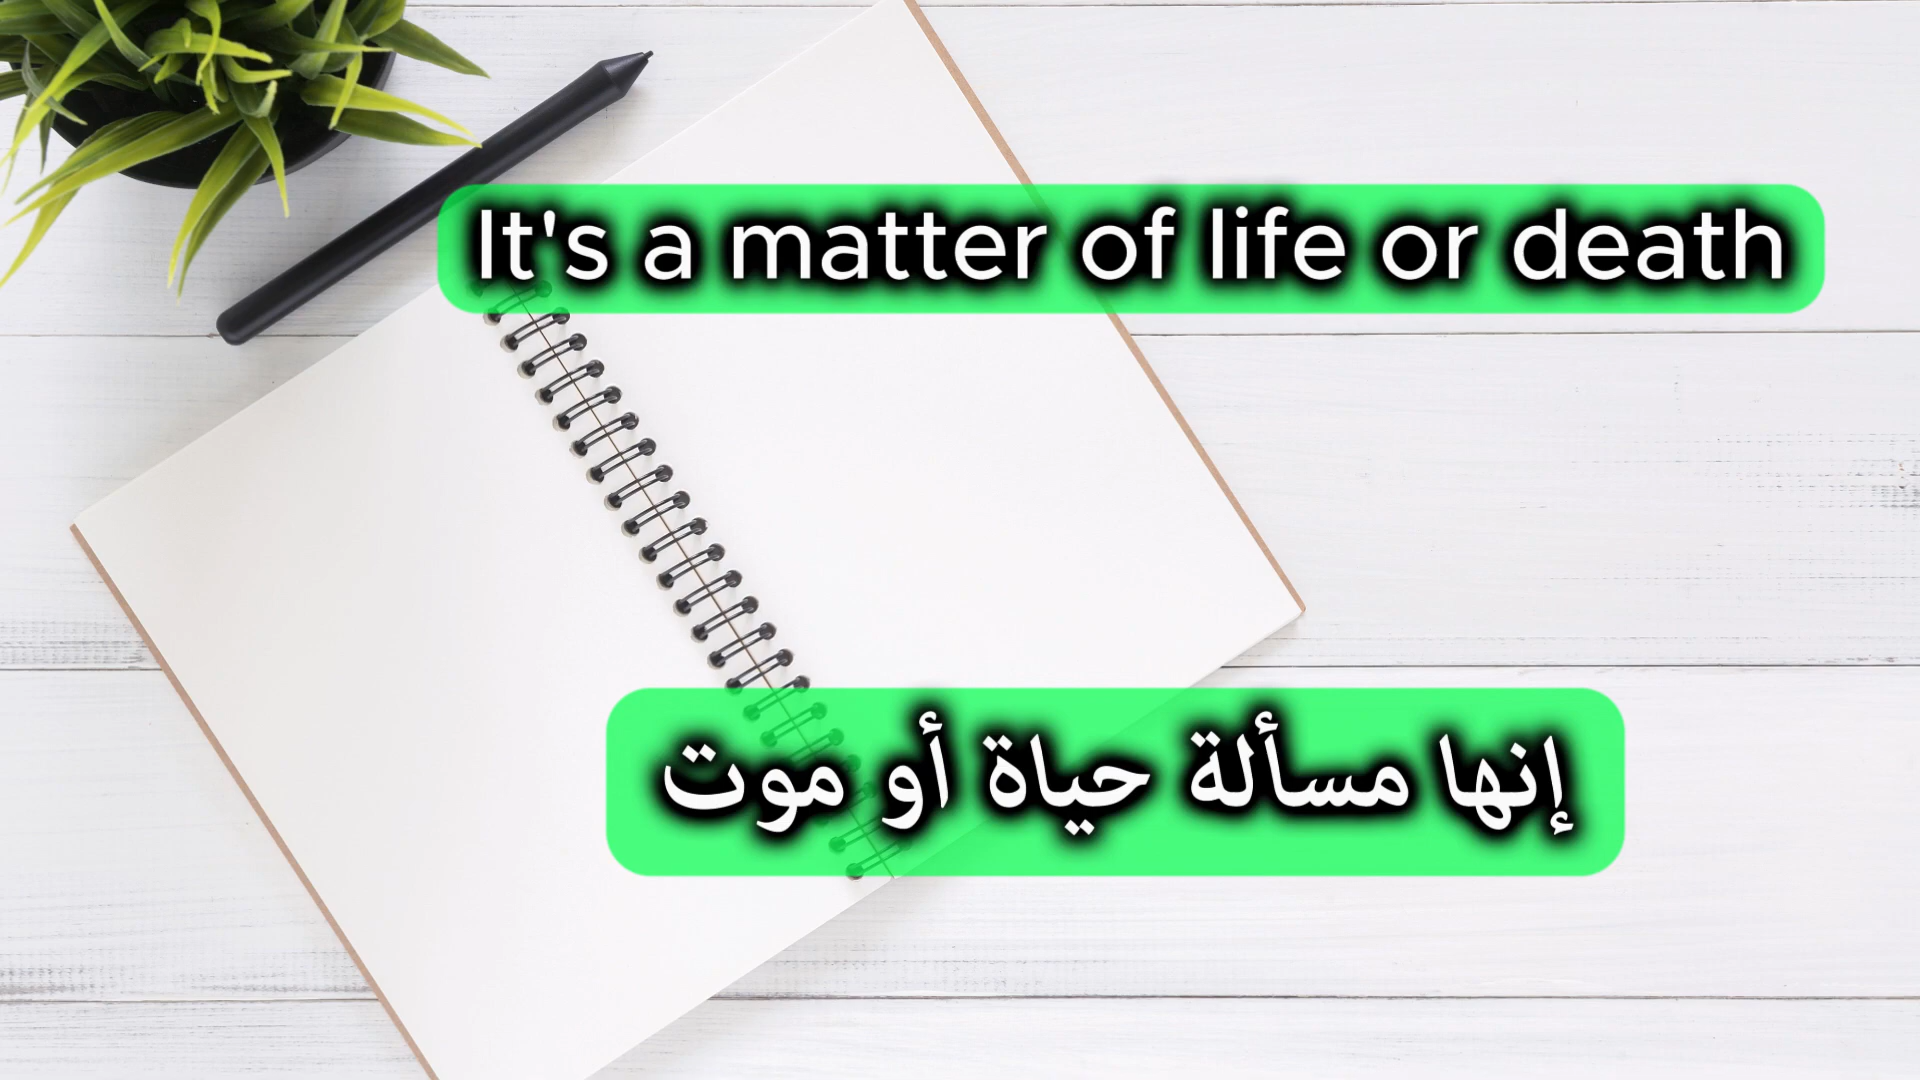 It's a matter of life or death
إنها مسألة حياة أو موت